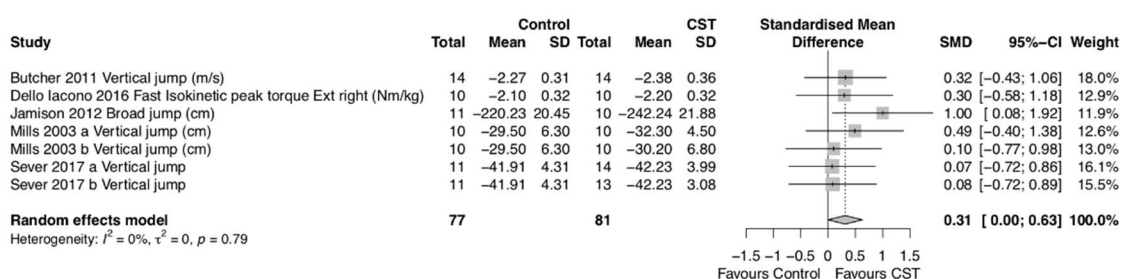 Control CST Standardised Mean
Study Total Mean SD Total Mean SD Difference SMD 95%−CI Weight
Butcher 2011 Vertical jump (m/s) 14 −2.27 0.31 14 −2.38 0.36 0.32 [−0.43; 1.06] 18.0%
Dello Iacono 2016 Fast Isokinetic peak torque Ext right (Nm/kg) 10 −2.10 0.32 10 −2.20 0.32 0.30 [−0.58; 1.18] 12.9%
Jamison 2012 Broad jump (cm) 11 −220.23 20.45 10 −242.24 21.88 1.00 [ 0.08; 1.92] 11.9%
Mills 2003 a Vertical jump (cm) 10 −29.50 6.30 10 −32.30 4.50 0.49 [−0.40; 1.38] 12.6%
Mills 2003 b Vertical jump (cm) 10 −29.50 6.30 10 −30.20 6.80 0.10 [−0.77; 0.98] 13.0%
Sever 2017 a Vertical jump 11 −41.91 4.31 14 −42.23 3.99 0.07 [−0.72; 0.86] 16.1%
Sever 2017 b Vertical jump 11 −41.91 4.31 13 −42.23 3.08 0.08 [−0.72; 0.89] 15.5%
Random effects model 77 81 0.31 [ 0.00; 0.63] 100.0%
Heterogeneity: I² = 0%, τ² = 0, p = 0.79
−1.5 −1 −0.5 0 0.5 1 1.5
Favours Control Favours CST